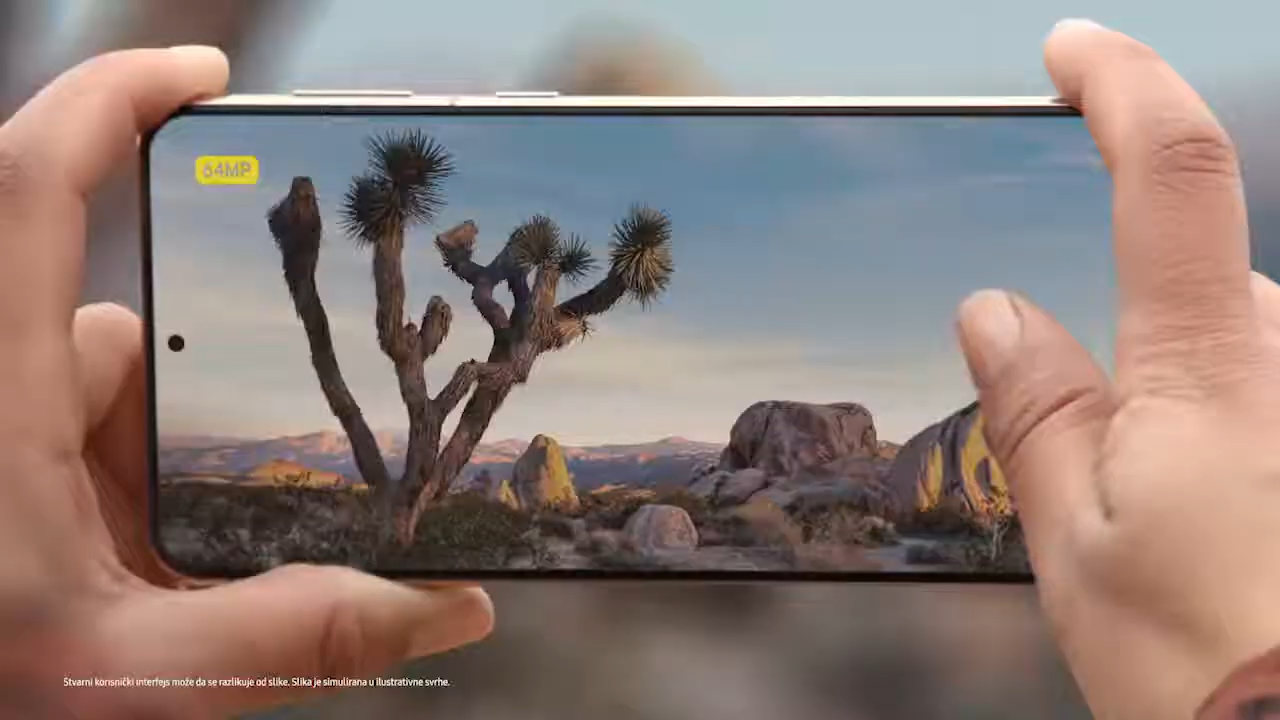 64MP
Stvarni korisnički interfejs može da se razlikuje od slike. Slika je simulirana u ilustrativne svrhe.